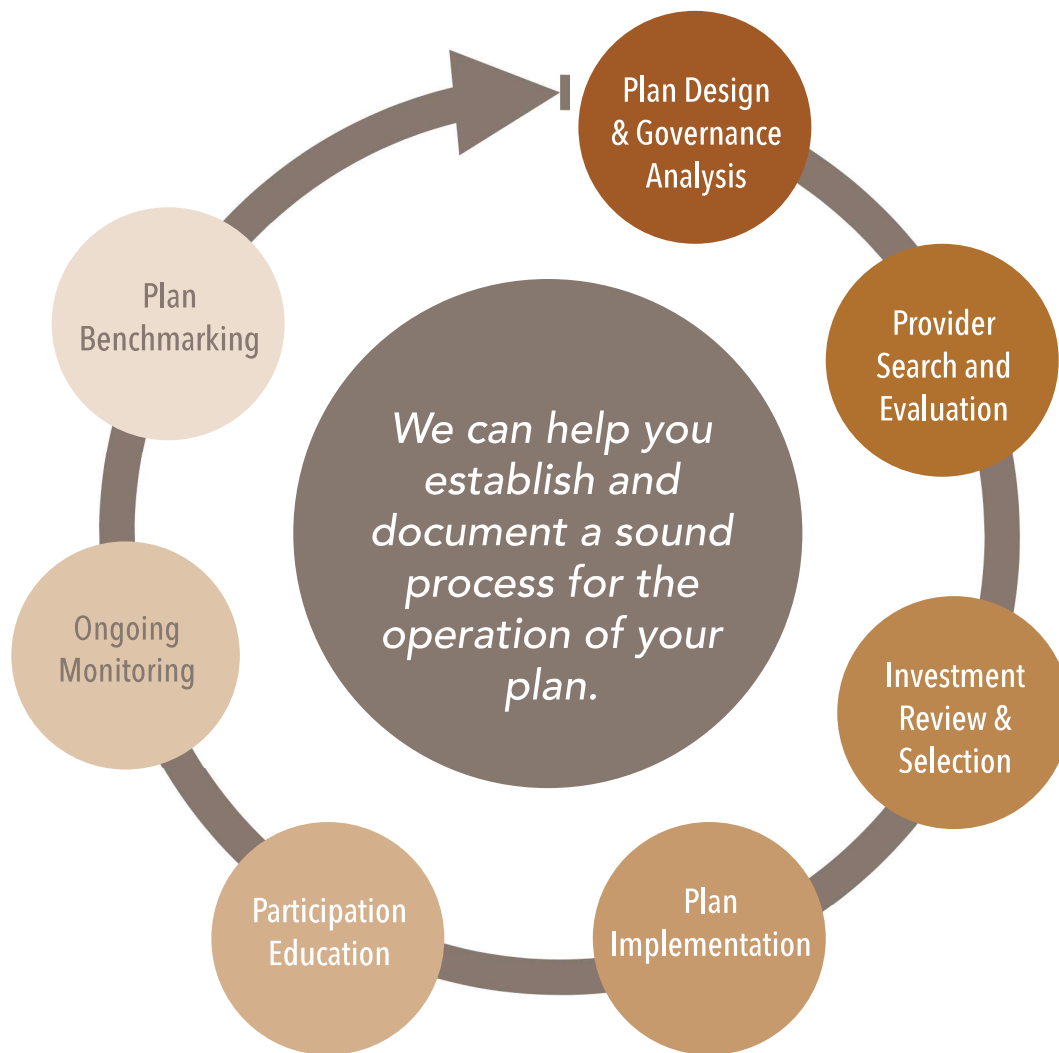 Plan Design
& Governance
Analysis
Provider
Search and
Evaluation
Investment
Review &
Selection
Plan
Implementation
Participation
Education
Ongoing
Monitoring
Plan
Benchmarking
We can help you
establish and
document a sound
process for the
operation of your
plan.